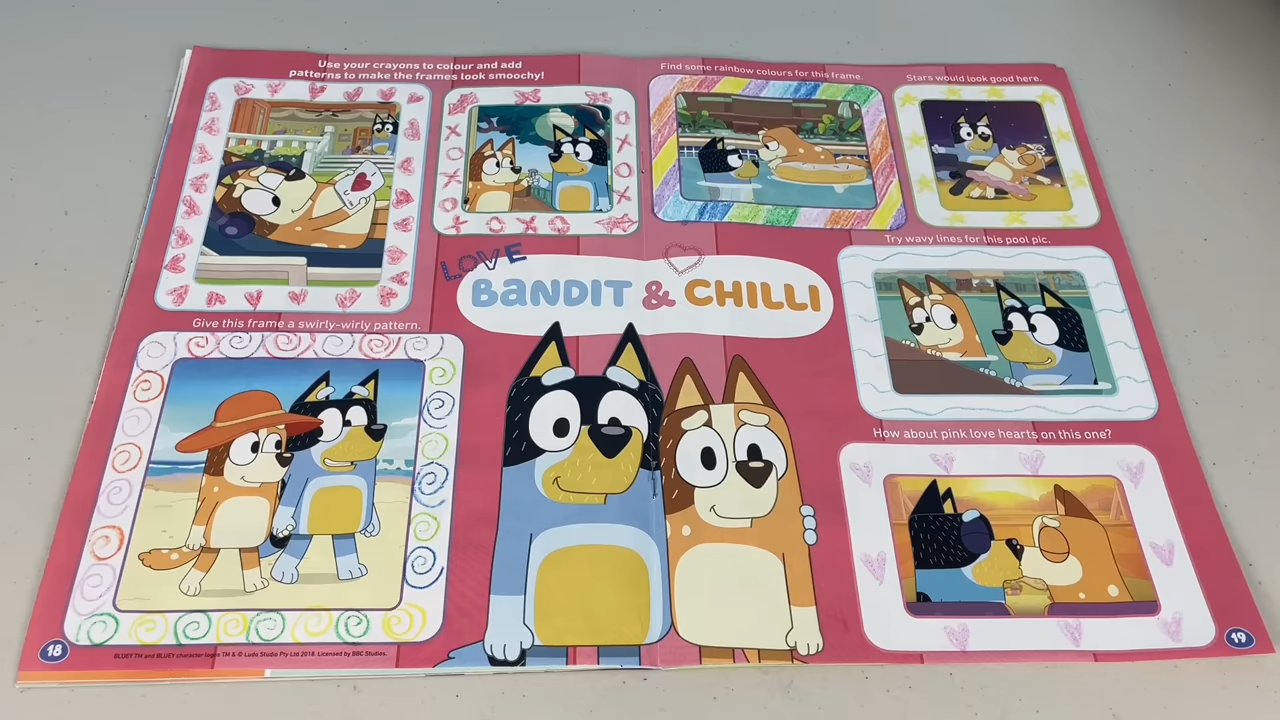 Use your crayons to colour and add
patterns to make the frames look smoochy!
Find some rainbow colours for this frame.
Stars would look good here.
X O X O X
LOVE
BANDIT & CHILLI
Try wavy lines for this pool pic.
Give this frame a swirly-wirly pattern.
How about pink love hearts on this one?
18
BLUEY TM and BLUEY character logos TM & © Ludo Studio Pty Ltd 2018. Licensed by BBC Studios.
19